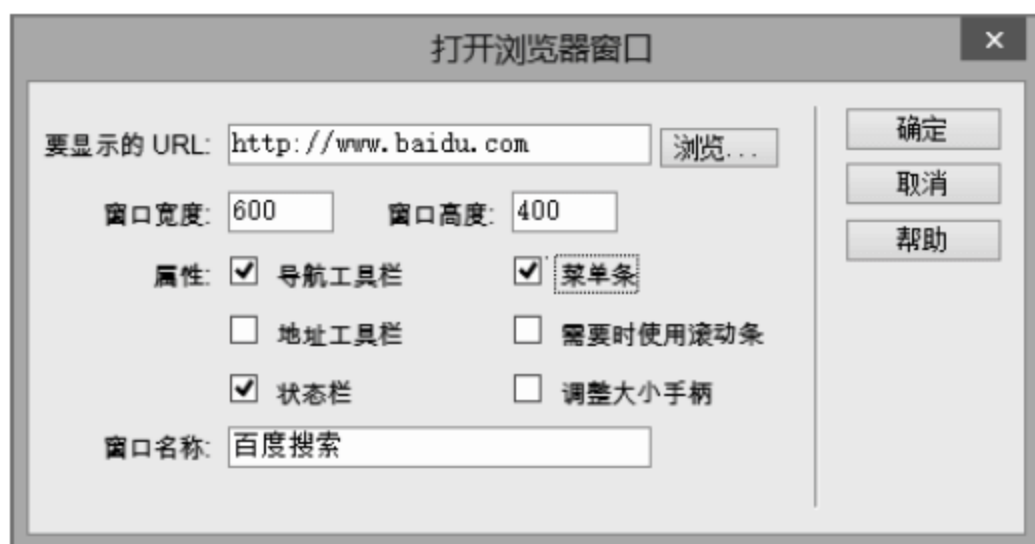 打开浏览器窗口
×
要显示的 URL: http://www.baidu.com 浏览...
确定
取消
帮助
窗口宽度: 600 窗口高度: 400
属性: 导航工具栏 菜单条
地址工具栏 需要时使用滚动条
状态栏 调整大小手柄
窗口名称: 百度搜索